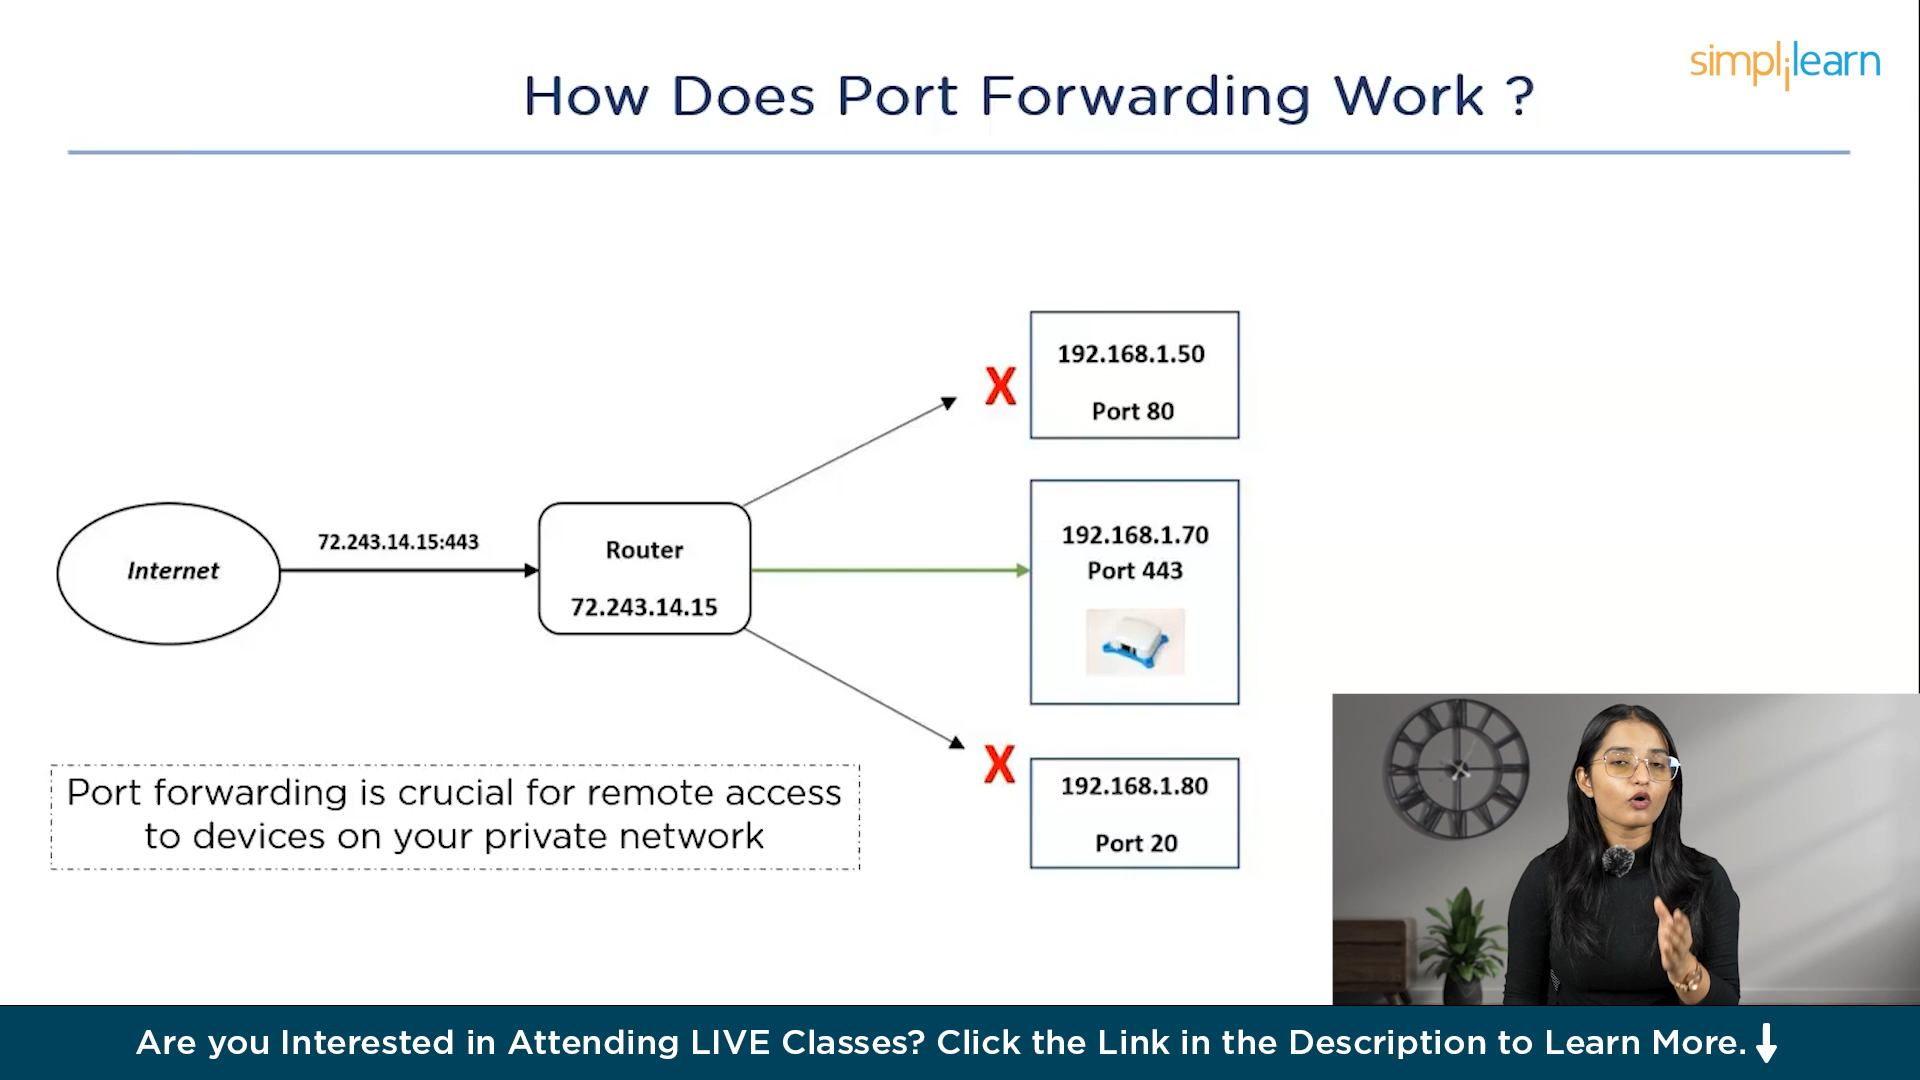 simplilearn
How Does Port Forwarding Work ?
192.168.1.50
X
Port 80
72.243.14.15:443
Internet
Router
72.243.14.15
192.168.1.70
Port 443
X
192.168.1.80
Port 20
Port forwarding is crucial for remote access
to devices on your private network
Are you Interested in Attending LIVE Classes? Click the Link in the Description to Learn More.